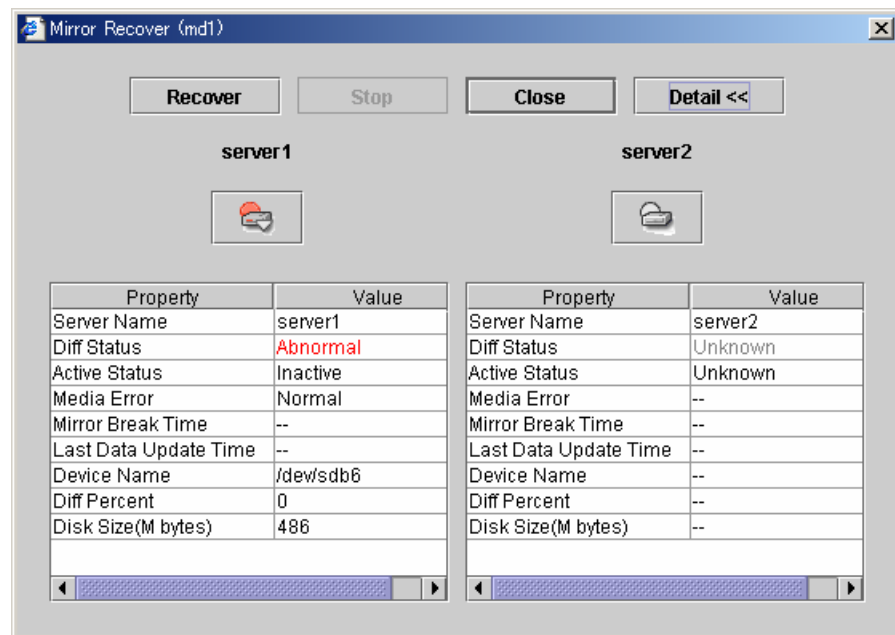 Mirror Recover (md1)
Recover Stop Close Detail <<
server1 server2
Property Value
Server Name server1
Diff Status Abnormal
Active Status Inactive
Media Error Normal
Mirror Break Time --
Last Data Update Time --
Device Name /dev/sdb6
Diff Percent 0
Disk Size(M bytes) 486
Property Value
Server Name server2
Diff Status Unknown
Active Status Unknown
Media Error --
Mirror Break Time --
Last Data Update Time --
Device Name --
Diff Percent --
Disk Size(M bytes) --